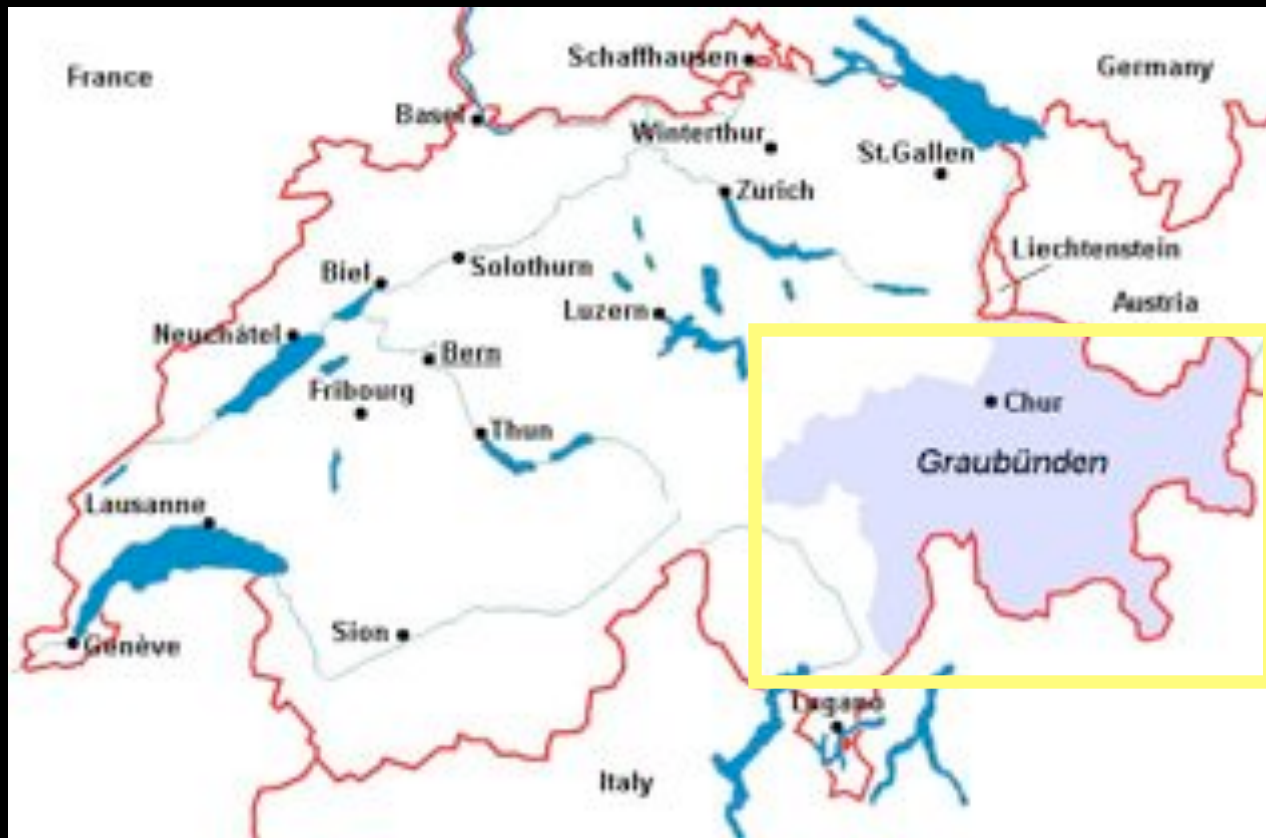 Schaffhausen
Germany
France
Basel
Winterthur
St.Gallen
Zurich
Liechtenstein
Biel
Solothurn
Austria
Luzern
Neuchâtel
Bern
Fribourg
Chur
Thun
Graubünden
Lausanne
Sion
Genève
Lugano
Italy